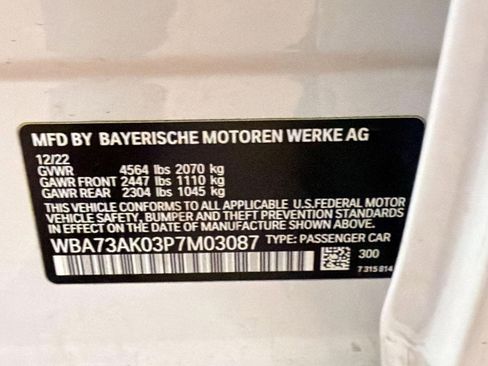 MFD BY BAYERISCHE MOTOREN WERKE AG
12/22
GVWR 4564 lbs 2070 kg
GAWR FRONT 2447 lbs 1110 kg
GAWR REAR 2304 lbs 1045 kg
THIS VEHICLE CONFORMS TO ALL APPLICABLE U.S.FEDERAL MOTOR
VEHICLE SAFETY, BUMPER AND THEFT PREVENTION STANDARDS
IN EFFECT ON THE DATE OF MANUFACTURE SHOWN ABOVE.
WBA73AK03P7M03087 TYPE: PASSENGER CAR
300
7 315 814